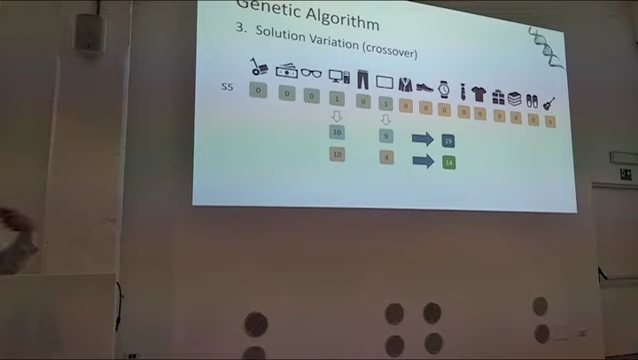 Genetic Algorithm
3. Solution Variation (crossover)
S5 0 0 0 1 0 1 0 0 0 0 0 0 0 0 0
10 9 19
10 4 14